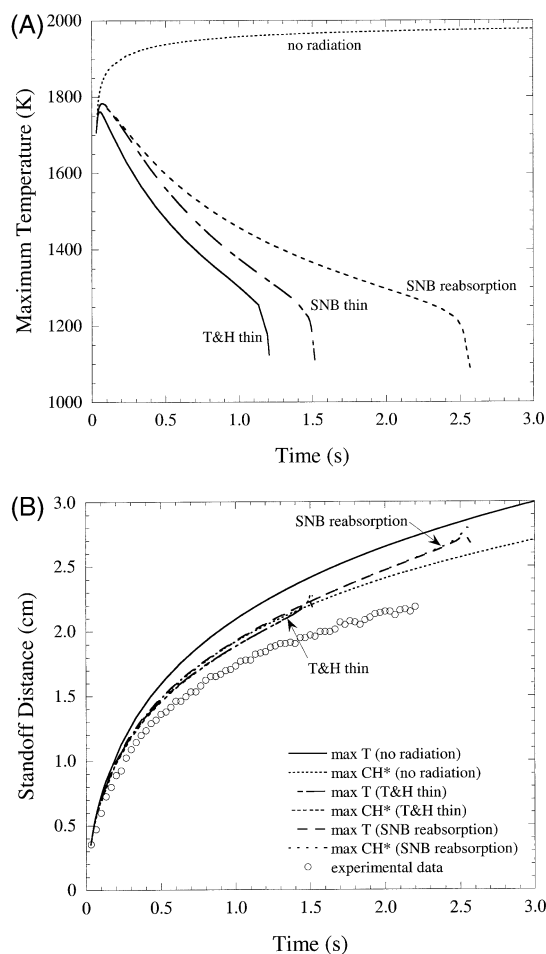 (A)
2000
1800
1600
1400
1200
1000
Maximum Temperature (K)
no radiation
SNB reabsorption
SNB thin
T&H thin
0
0.5
1.0
1.5
2.0
2.5
3.0
Time (s)
(B)
3.0
2.5
2.0
1.5
1.0
0.5
0
Standoff Distance (cm)
SNB reabsorption
T&H thin
max T (no radiation)
max CH* (no radiation)
max T (T&H thin)
max CH* (T&H thin)
max T (SNB reabsorption)
max CH* (SNB reabsorption)
experimental data
0
0.5
1.0
1.5
2.0
2.5
3.0
Time (s)